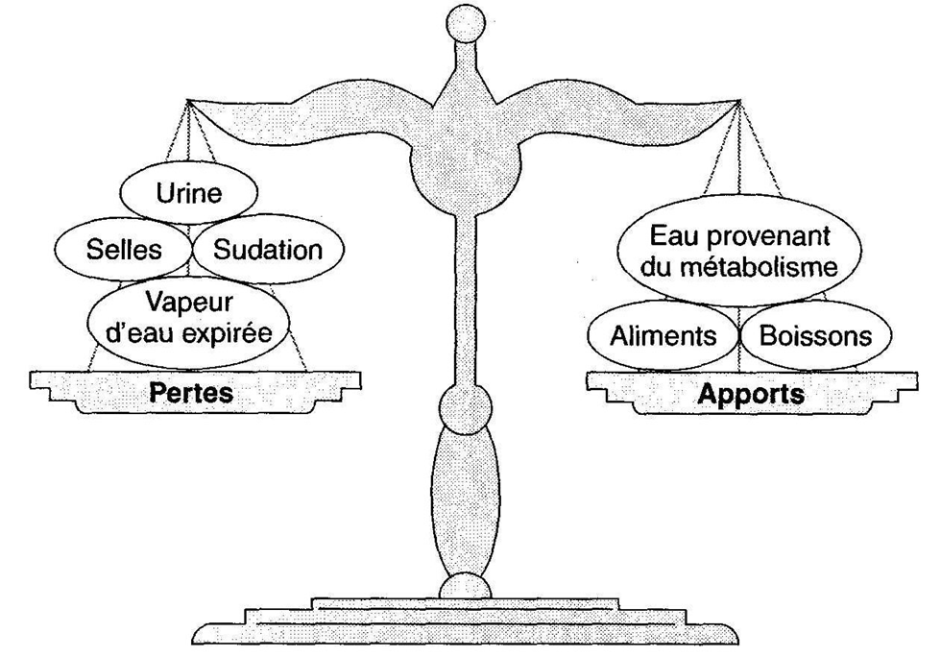 Urine
Selles
Sudation
Vapeur
d'eau expirée
Pertes
Eau provenant
du métabolisme
Aliments
Boissons
Apports